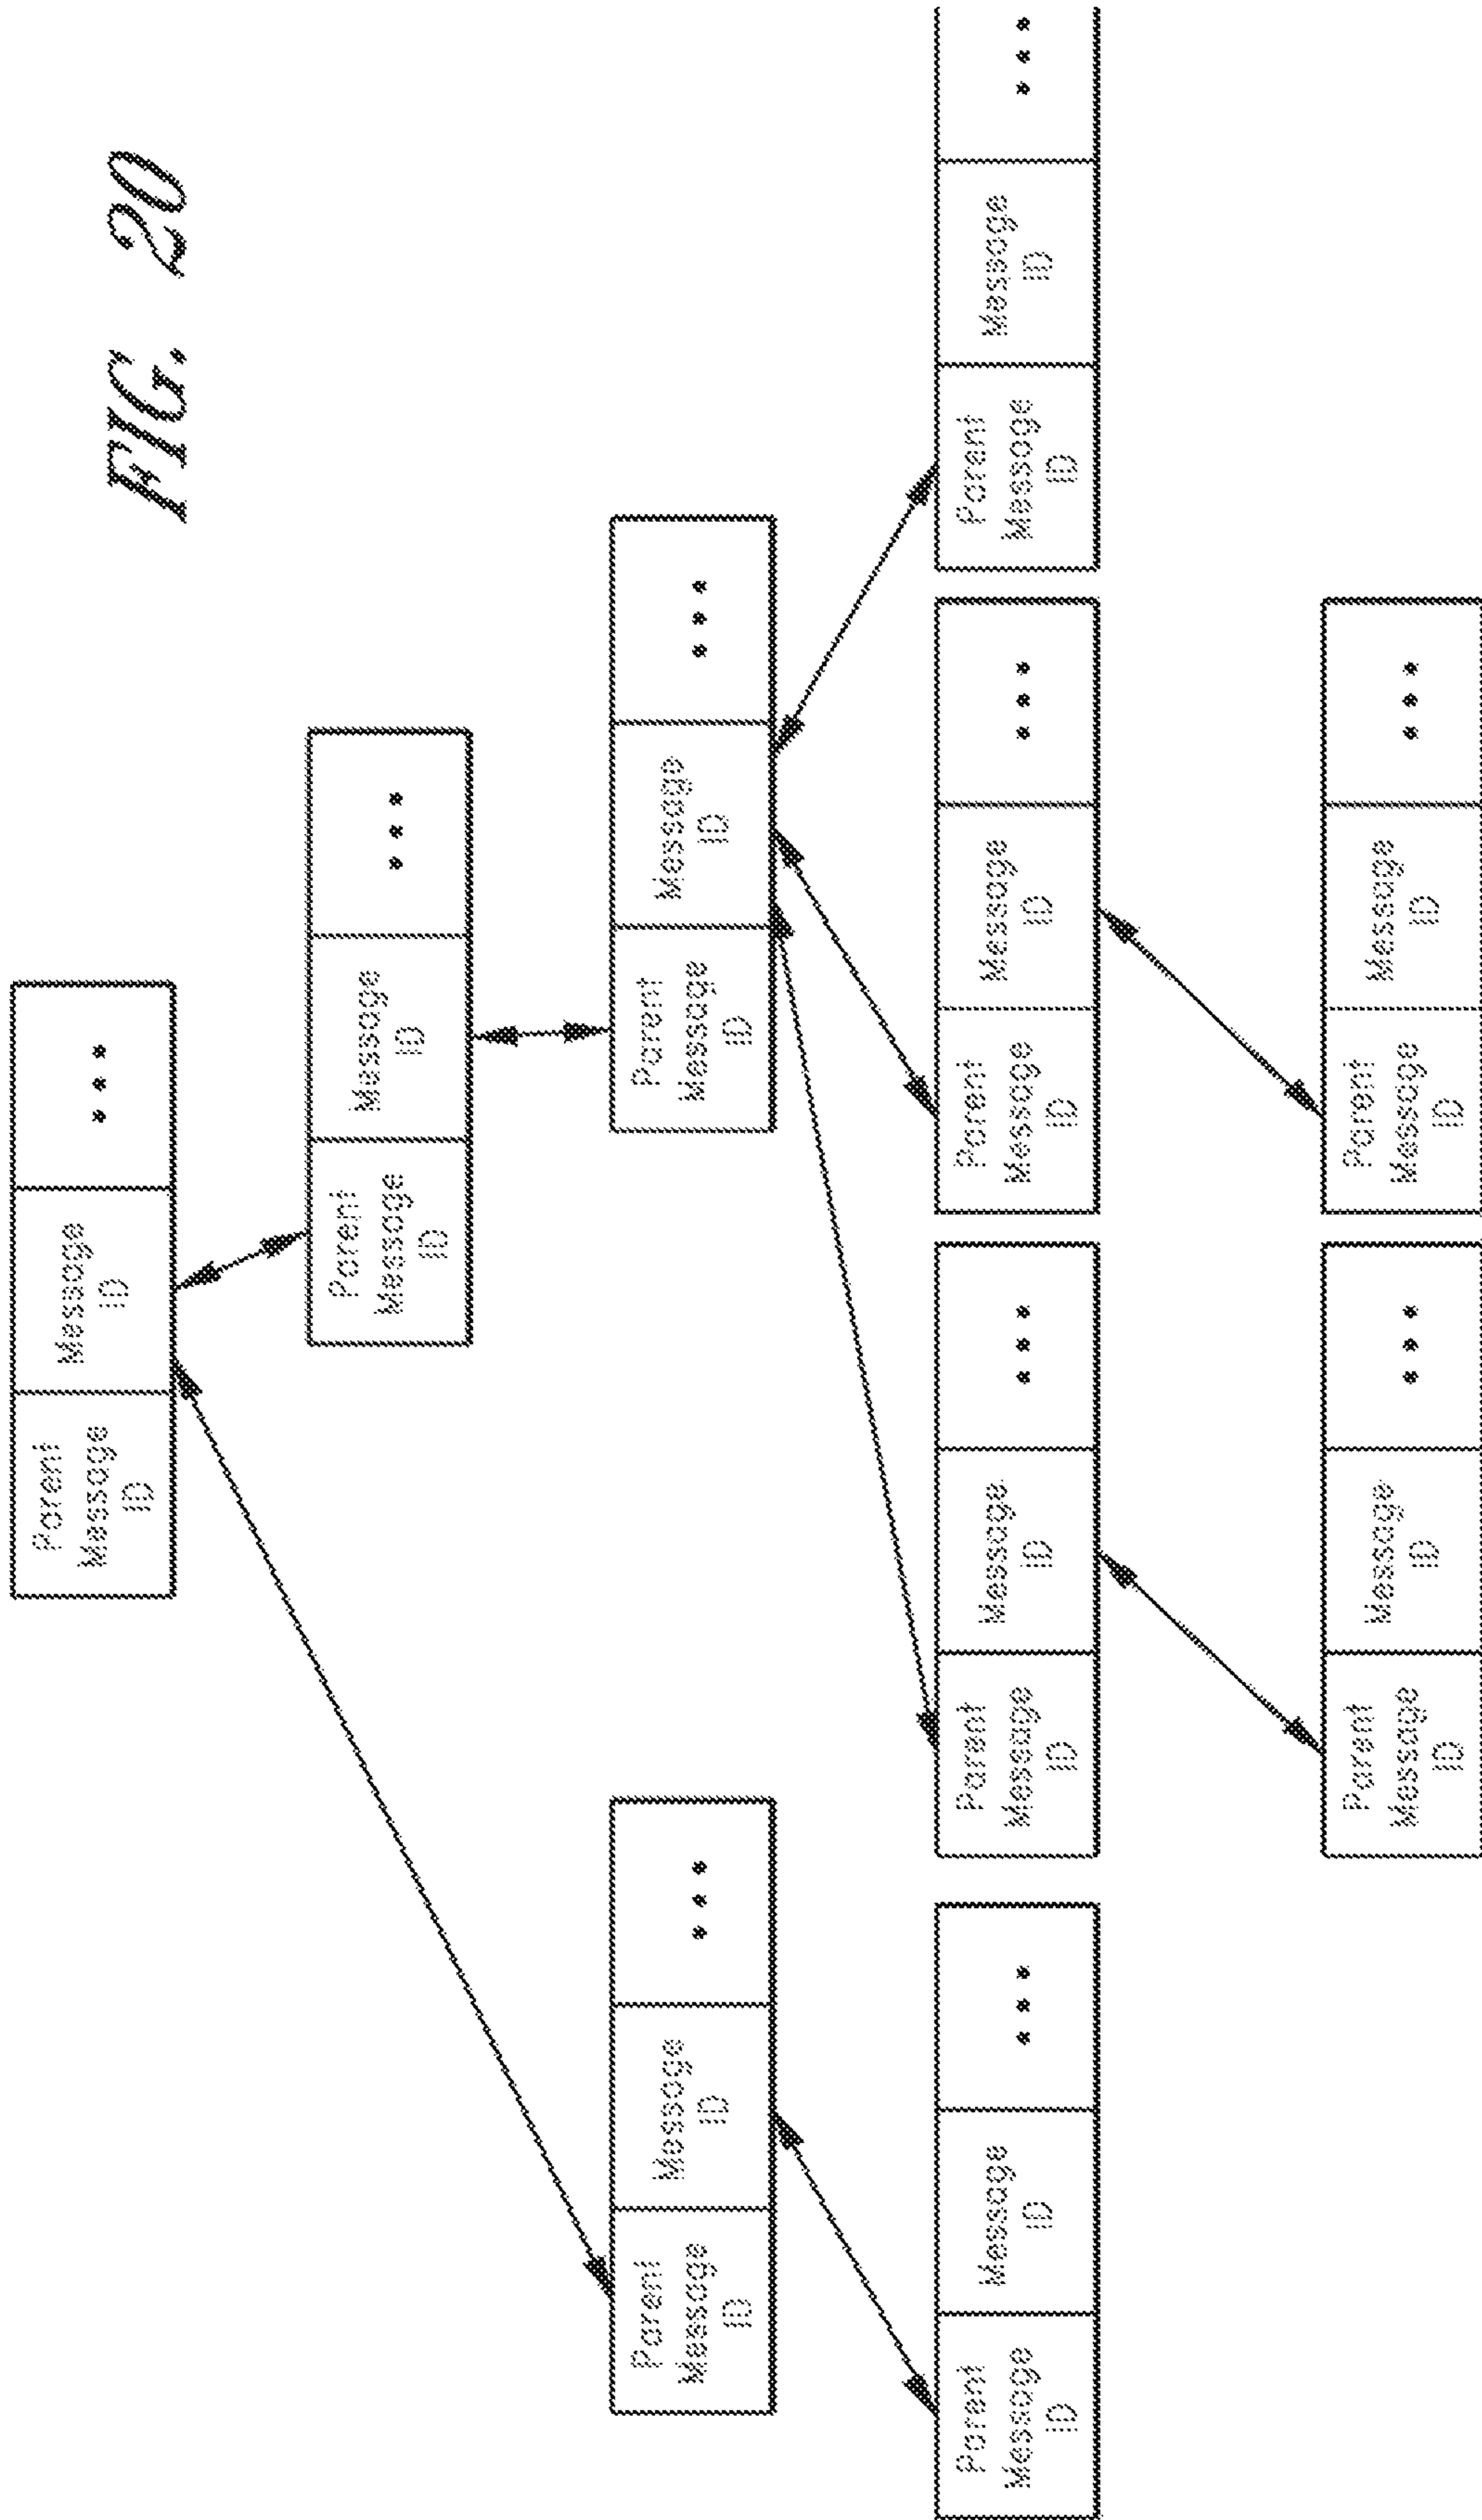 Parent
Message
ID
Message
ID
...
FIG. 20
Parent
Message
ID
Message
ID
...
Parent
Message
ID
Message
ID
...
Parent
Message
ID
Message
ID
...
Parent
Message
ID
Message
ID
...
Parent
Message
ID
Message
ID
...
Parent
Message
ID
Message
ID
...
Parent
Message
ID
Message
ID
...
Parent
Message
ID
Message
ID
...
Parent
Message
ID
Message
ID
...